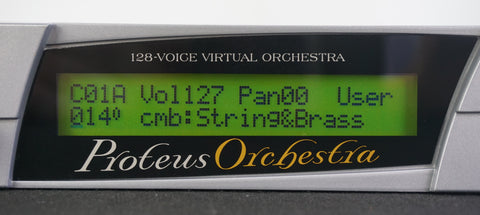 128-VOICE VIRTUAL ORCHESTRA
C01A Vol127 Pan00 User
014⁰ cmb:String&Brass
Proteus Orchestra